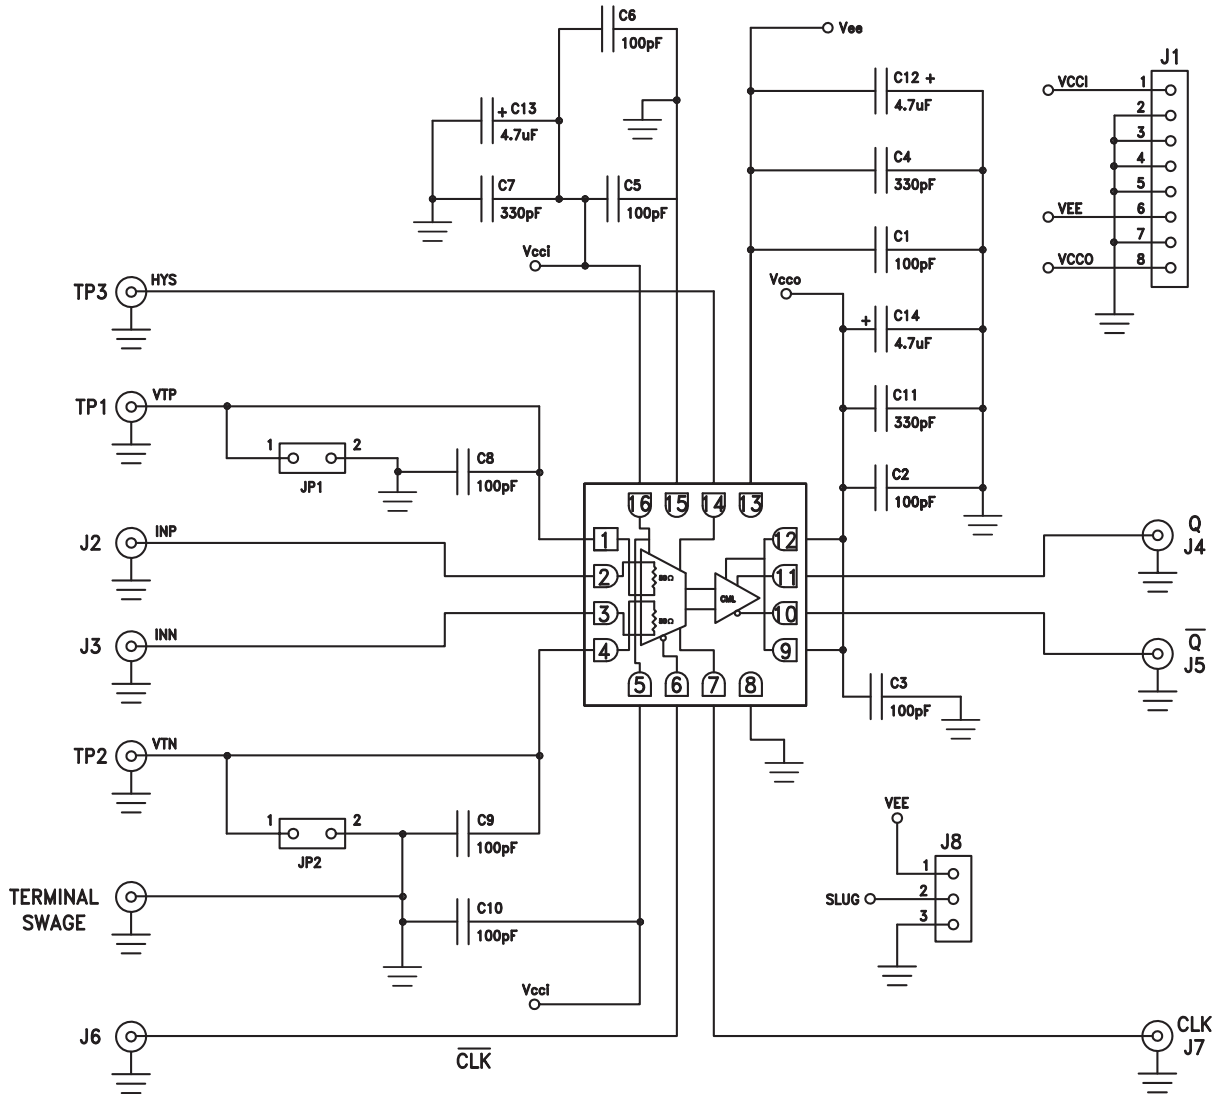 C6
100pF
Vee
J1
C12 +
4.7uF
VCCi 1
2
3
4
5
VEE 6
7
VCCO 8
+ C13
4.7uF
C4
330pF
C7
330pF
C5
100pF
C1
100pF
Vcci
Vcco
TP3 HYS
+ C14
4.7uF
TP1 VTP
C11
330pF
1 2
JP1
C8
100pF
C2
100pF
16 15 14 13
1 12
2 11
3 10
4 9
5 6 7 8
50Ω
50Ω
CML
J2 INP
J3 INN
Q
J4
Q̅
J5
C3
100pF
TP2 VTN
1 2
JP2
C9
100pF
TERMINAL
SWAGE
C10
100pF
Vcci
VEE
J8
1
SLUG 2
3
J6
C̅L̅K̅
CLK
J7